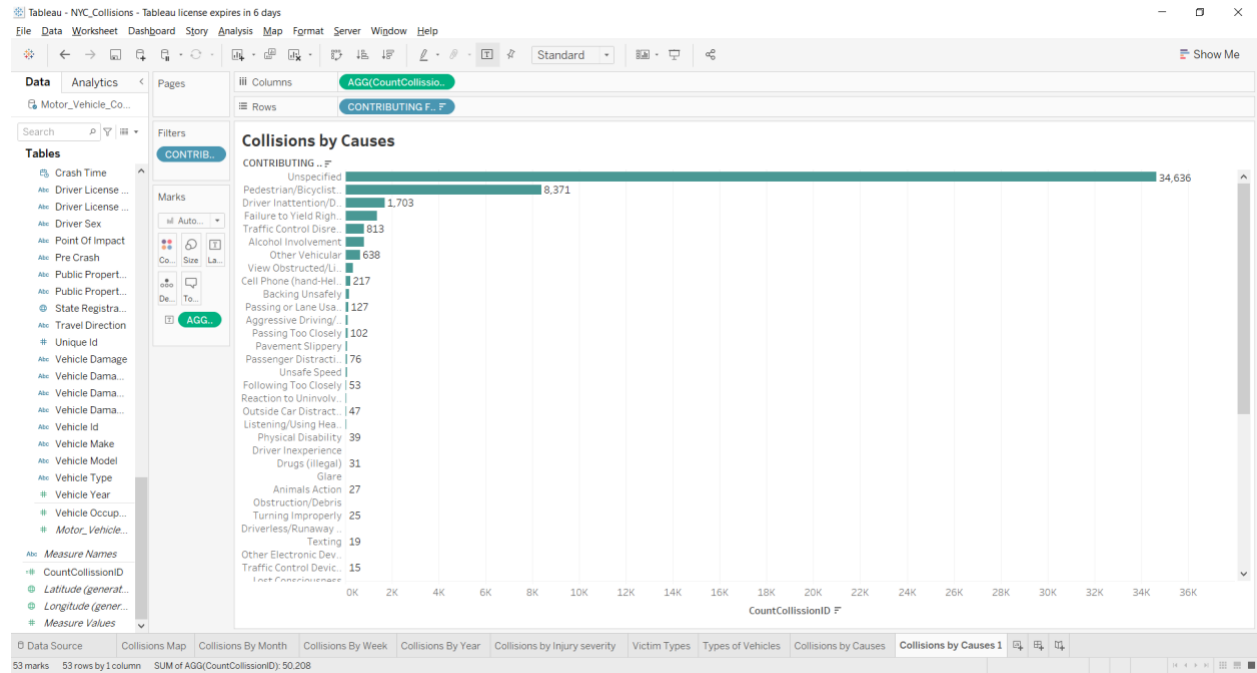 Tableau - NYC_Collisions - Tableau license expires in 6 days
File Data Worksheet Dashboard Story Analysis Map Format Server Window Help
Standard Show Me
Data Analytics
Motor_Vehicle_Co...
Search
Tables
Crash Time
Driver License ...
Driver License ...
Driver Sex
Point Of Impact
Pre Crash
Public Propert...
Public Propert...
State Registra...
Travel Direction
Unique Id
Vehicle Damage
Vehicle Dama...
Vehicle Dama...
Vehicle Dama...
Vehicle Id
Vehicle Make
Vehicle Model
Vehicle Type
Vehicle Year
Vehicle Occup...
Motor_Vehicle...
Measure Names
CountCollissionID
Latitude (generat...
Longitude (gener...
Measure Values
Pages
Filters
CONTRIB..
Marks
Auto...
Co... Size La...
De... To...
AGG..
Columns AGG(CountCollissio..
Rows CONTRIBUTING F..
Collisions by Causes
CONTRIBUTING ..
Unspecified 34,636
Pedestrian/Bicyclist.. 8,371
Driver Inattention/D.. 1,703
Failure to Yield Righ..
Traffic Control Disre.. 813
Alcohol Involvement
Other Vehicular 638
View Obstructed/Li..
Cell Phone (hand-Hel.. 217
Backing Unsafely
Passing or Lane Usa.. 127
Aggressive Driving/..
Passing Too Closely 102
Pavement Slippery
Passenger Distracti.. 76
Unsafe Speed
Following Too Closely 53
Reaction to Uninvolv..
Outside Car Distract.. 47
Listening/Using Hea..
Physical Disability 39
Driver Inexperience
Drugs (illegal) 31
Glare
Animals Action 27
Obstruction/Debris
Turning Improperly 25
Driverless/Runaway ..
Texting 19
Other Electronic Dev..
Traffic Control Devic.. 15
Lost Consciousness
0K 2K 4K 6K 8K 10K 12K 14K 16K 18K 20K 22K 24K 26K 28K 30K 32K 34K 36K
CountCollissionID
Data Source Collisions Map Collisions By Month Collisions By Week Collisions By Year Collisions by Injury severity Victim Types Types of Vehicles Collisions by Causes Collisions by Causes 1
53 marks 53 rows by 1 column SUM of AGG(CountCollissionID): 50,208